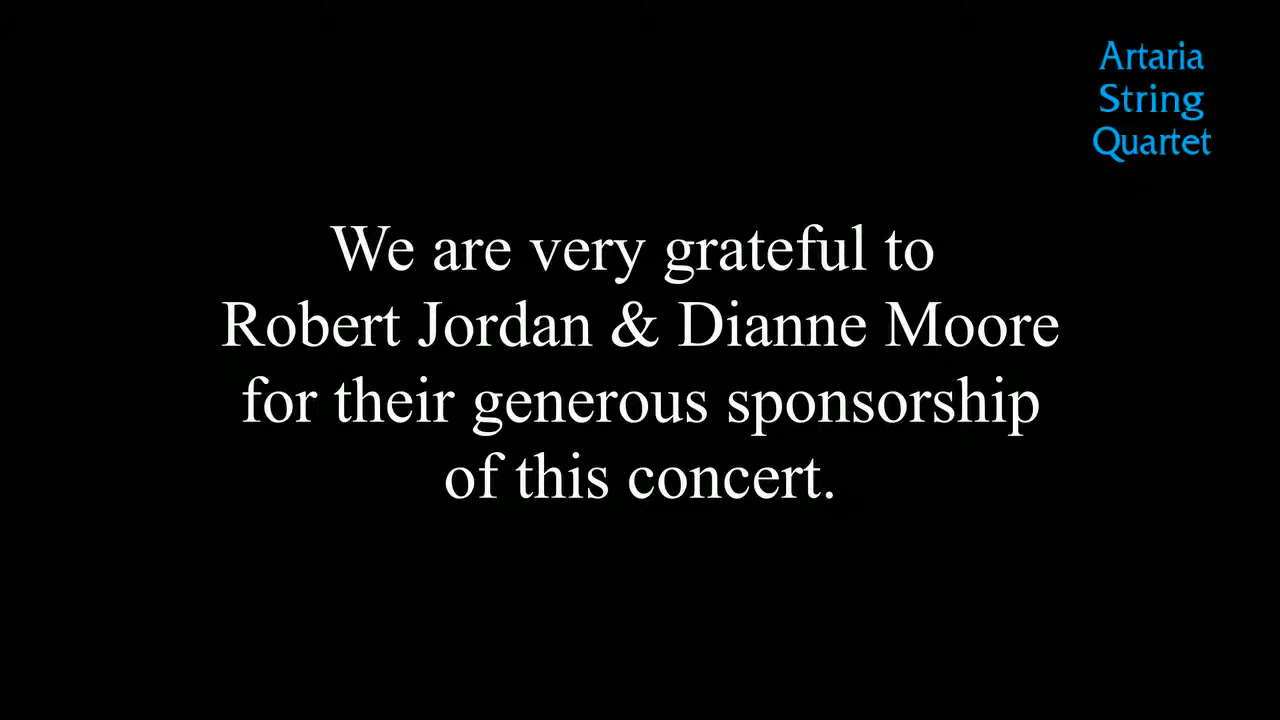 Artaria
String
Quartet
We are very grateful to
Robert Jordan & Dianne Moore
for their generous sponsorship
of this concert.